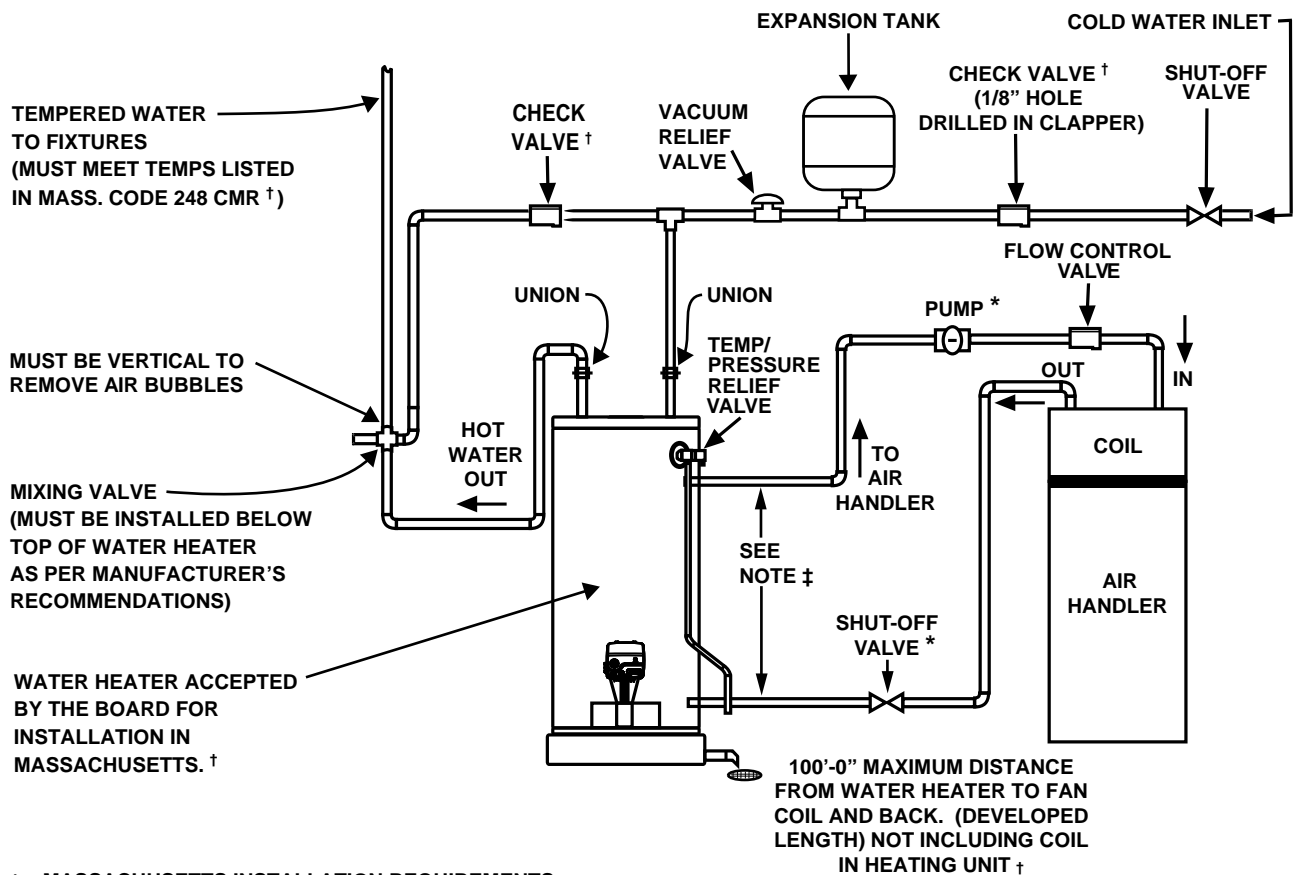 EXPANSION TANK
COLD WATER INLET
TEMPERED WATER
TO FIXTURES
(MUST MEET TEMPS LISTED
IN MASS. CODE 248 CMR †)
CHECK
VALVE †
VACUUM
RELIEF
VALVE
CHECK VALVE †
(1/8” HOLE
DRILLED IN CLAPPER)
SHUT-OFF
VALVE
FLOW CONTROL
VALVE
UNION
UNION
PUMP *
TEMP/
PRESSURE
RELIEF
VALVE
OUT
IN
MUST BE VERTICAL TO
REMOVE AIR BUBBLES
HOT
WATER
OUT
TO
AIR
HANDLER
COIL
MIXING VALVE
(MUST BE INSTALLED BELOW
TOP OF WATER HEATER
AS PER MANUFACTURER’S
RECOMMENDATIONS)
SEE
NOTE ‡
AIR
HANDLER
SHUT-OFF
VALVE *
WATER HEATER ACCEPTED
BY THE BOARD FOR
INSTALLATION IN
MASSACHUSETTS. †
100’-0” MAXIMUM DISTANCE
FROM WATER HEATER TO FAN
COIL AND BACK. (DEVELOPED
LENGTH) NOT INCLUDING COIL
IN HEATING UNIT †
MASSACHUSETTS INSTALLATION REQUIREMENTS